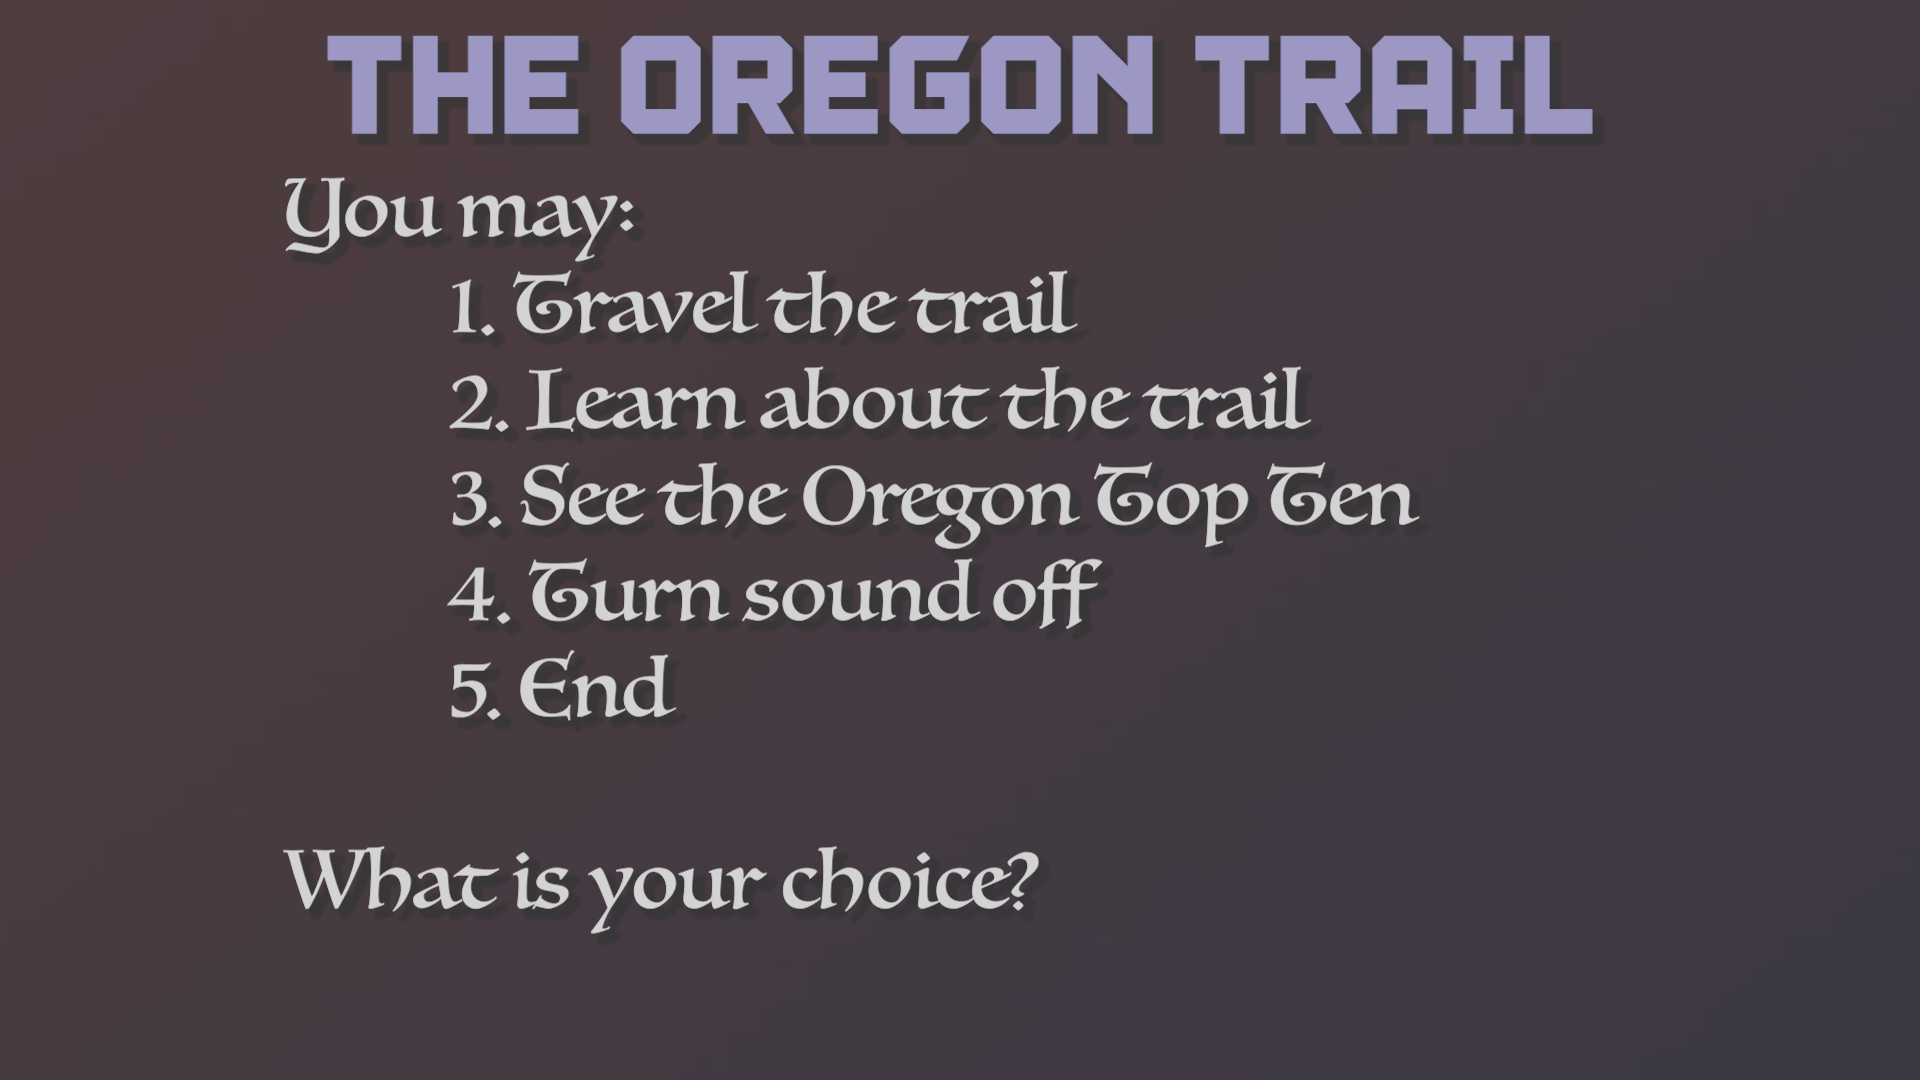 THE OREGON TRAIL
You may:
1. Travel the trail
2. Learn about the trail
3. See the Oregon Top Ten
4. Turn sound off
5. End
What is your choice?